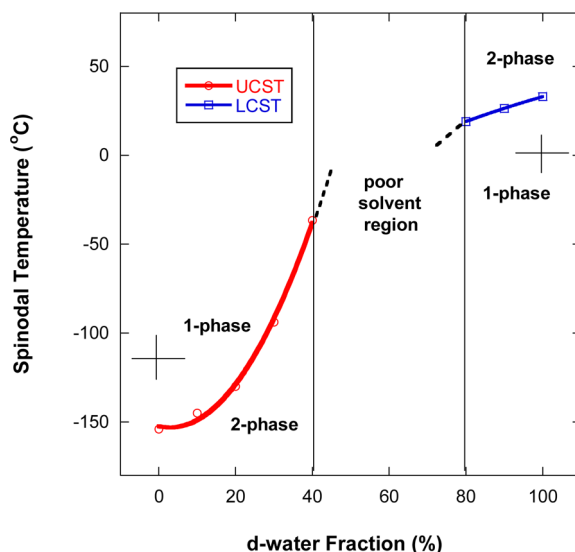 50
0
-50
-100
-150
Spinodal Temperature (°C)
UCST
LCST
2-phase
1-phase
poor
solvent
region
1-phase
2-phase
0
20
40
60
80
100
d-water Fraction (%)